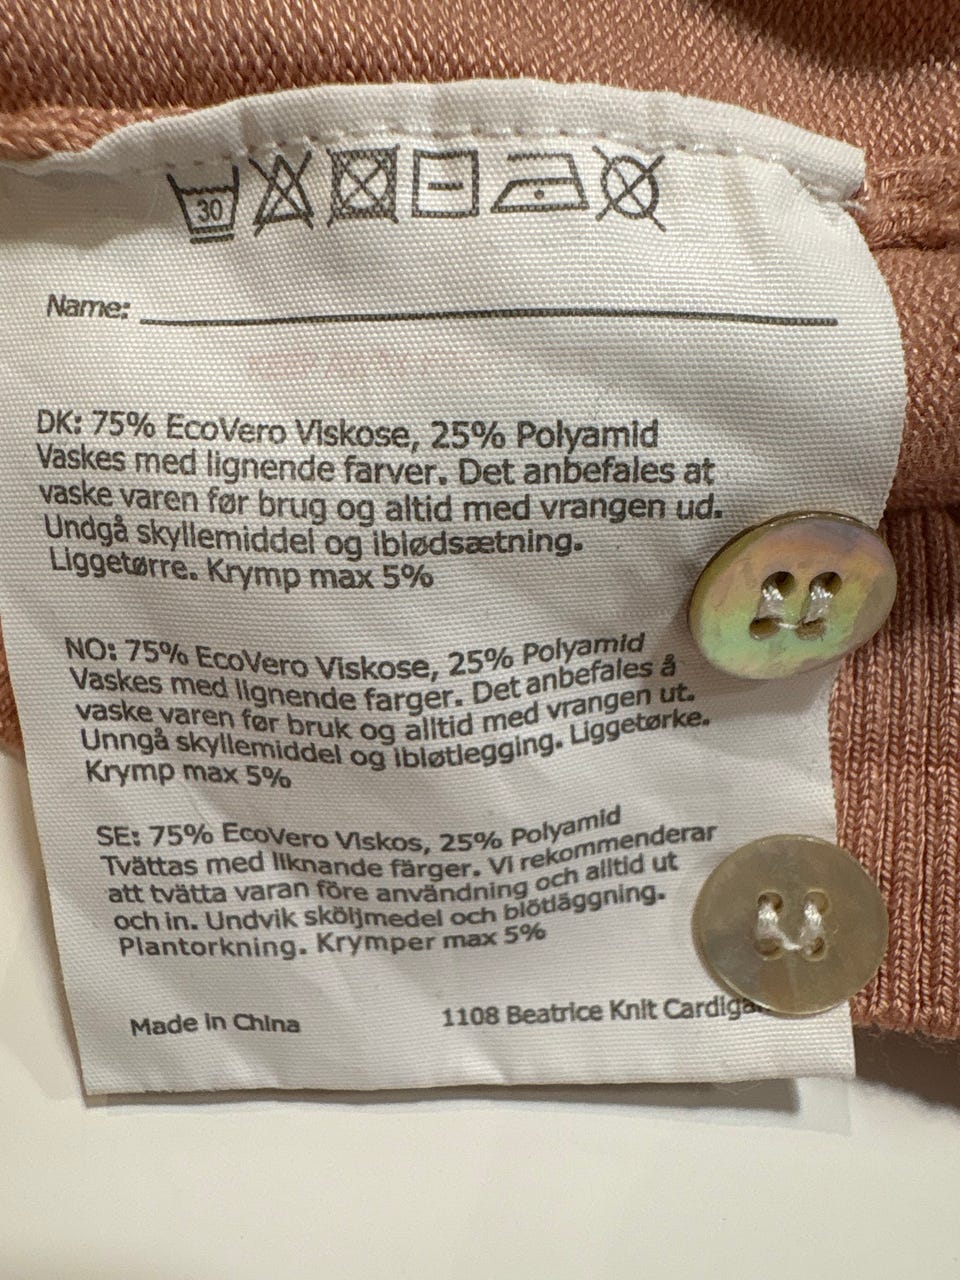 30
Name:
DK: 75% EcoVero Viskose, 25% Polyamid
Vaskes med lignende farver. Det anbefales at
vaske varen før brug og altid med vrangen ud.
Undgå skyllemiddel og iblødsætning.
Liggetørre. Krymp max 5%
NO: 75% EcoVero Viskose, 25% Polyamid
Vaskes med lignende farger. Det anbefales å
vaske varen før bruk og alltid med vrangen ut.
Unngå skyllemiddel og ibløtlegging. Liggetørke.
Krymp max 5%
SE: 75% EcoVero Viskos, 25% Polyamid
Tvättas med liknande färger. Vi rekommenderar
att tvätta varan före användning och alltid ut
och in. Undvik sköljmedel och blötläggning.
Plantorkning. Krymper max 5%
Made in China
1108 Beatrice Knit Cardigan